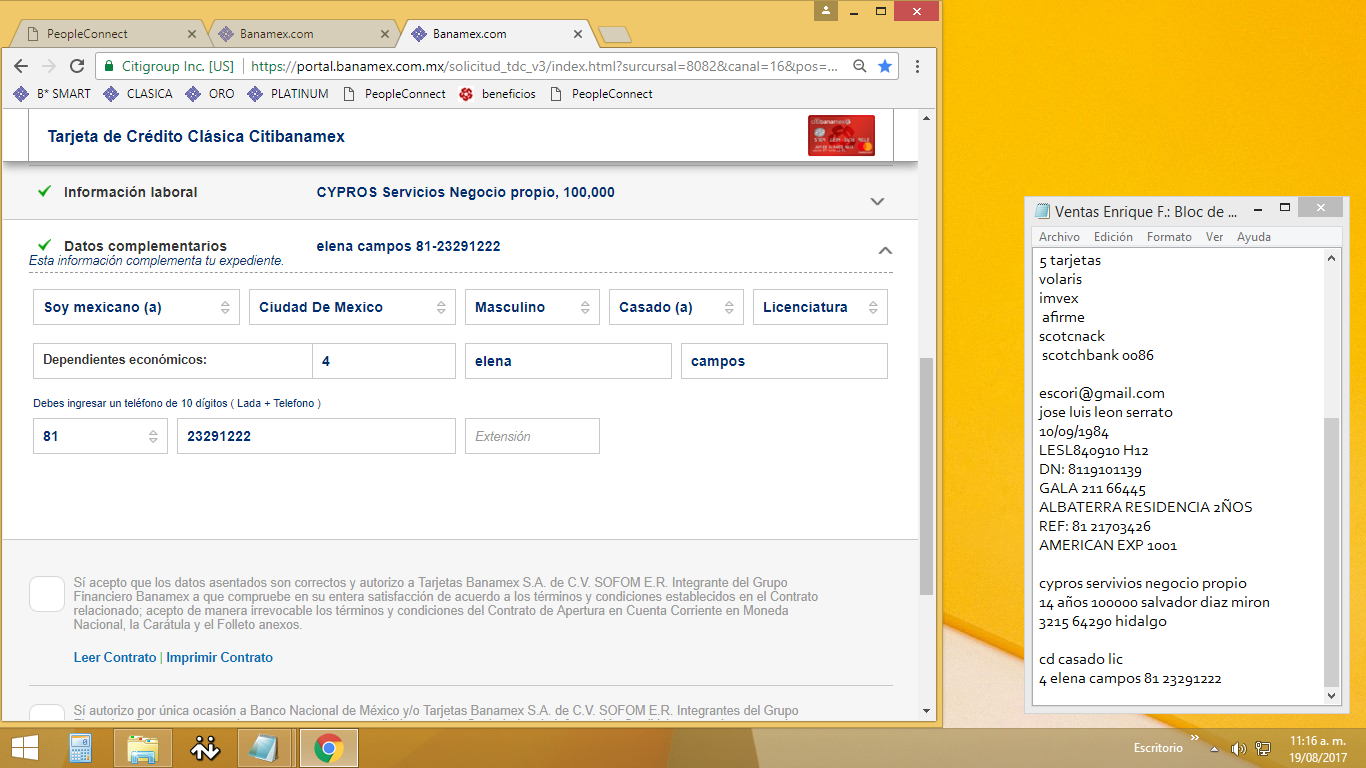 PeopleConnect
Banamex.com
Banamex.com
Citigroup Inc. [US]
https://portal.banamex.com.mx/solicitud_tdc_v3/index.html?sursal=8082&canal=16&pos=...
B* SMART
CLASICA
ORO
PLATINUM
PeopleConnect
beneficios
PeopleConnect
Tarjeta de Crédito Clásica Citibanamex
Información laboral
CYPROS Servicios Negocio propio, 100,000
Datos complementarios
elena campos 81-23291222
Esta información complementa tu expediente.
Soy mexicano (a)
Ciudad De Mexico
Masculino
Casado (a)
Licenciatura
Dependientes económicos:
4
elena
campos
Debes ingresar un teléfono de 10 dígitos ( Lada + Telefono )
81
23291222
Extensión
Sí acepto que los datos asentados son correctos y autorizo a Tarjetas Banamex S.A. de C.V. SOFOM E.R. Integrante del Grupo
Financiero Banamex a que compruebe en su entera satisfacción de acuerdo a los términos y condiciones establecidos en el Contrato
relacionado; acepto de manera irrevocable los términos y condiciones del Contrato de Apertura en Cuenta Corriente en Moneda
Nacional, la Carátula y el Folleto anexos.
Leer Contrato | Imprimir Contrato
Sí autorizo por única ocasión a Banco Nacional de México y/o Tarjetas Banamex S.A. de C.V. SOFOM E.R. Integrantes del Grupo
Ventas Enrique F.: Bloc de ...
Archivo Edición Formato Ver Ayuda
5 tarjetas
volaris
imvex
afirme
scotcnack
scotchbank 0086
escori@gmail.com
jose luis leon serrato
10/09/1984
LESL840910 H12
DN: 8119101139
GALA 211 66445
ALBATERRA RESIDENCIA 2ÑOS
REF: 81 21703426
AMERICAN EXP 1001
cypros servivios negocio propio
14 años 100000 salvador diaz miron
3215 64290 hidalgo
cd casado lic
4 elena campos 81 23291222
Escritorio
11:16 a. m.
19/08/2017